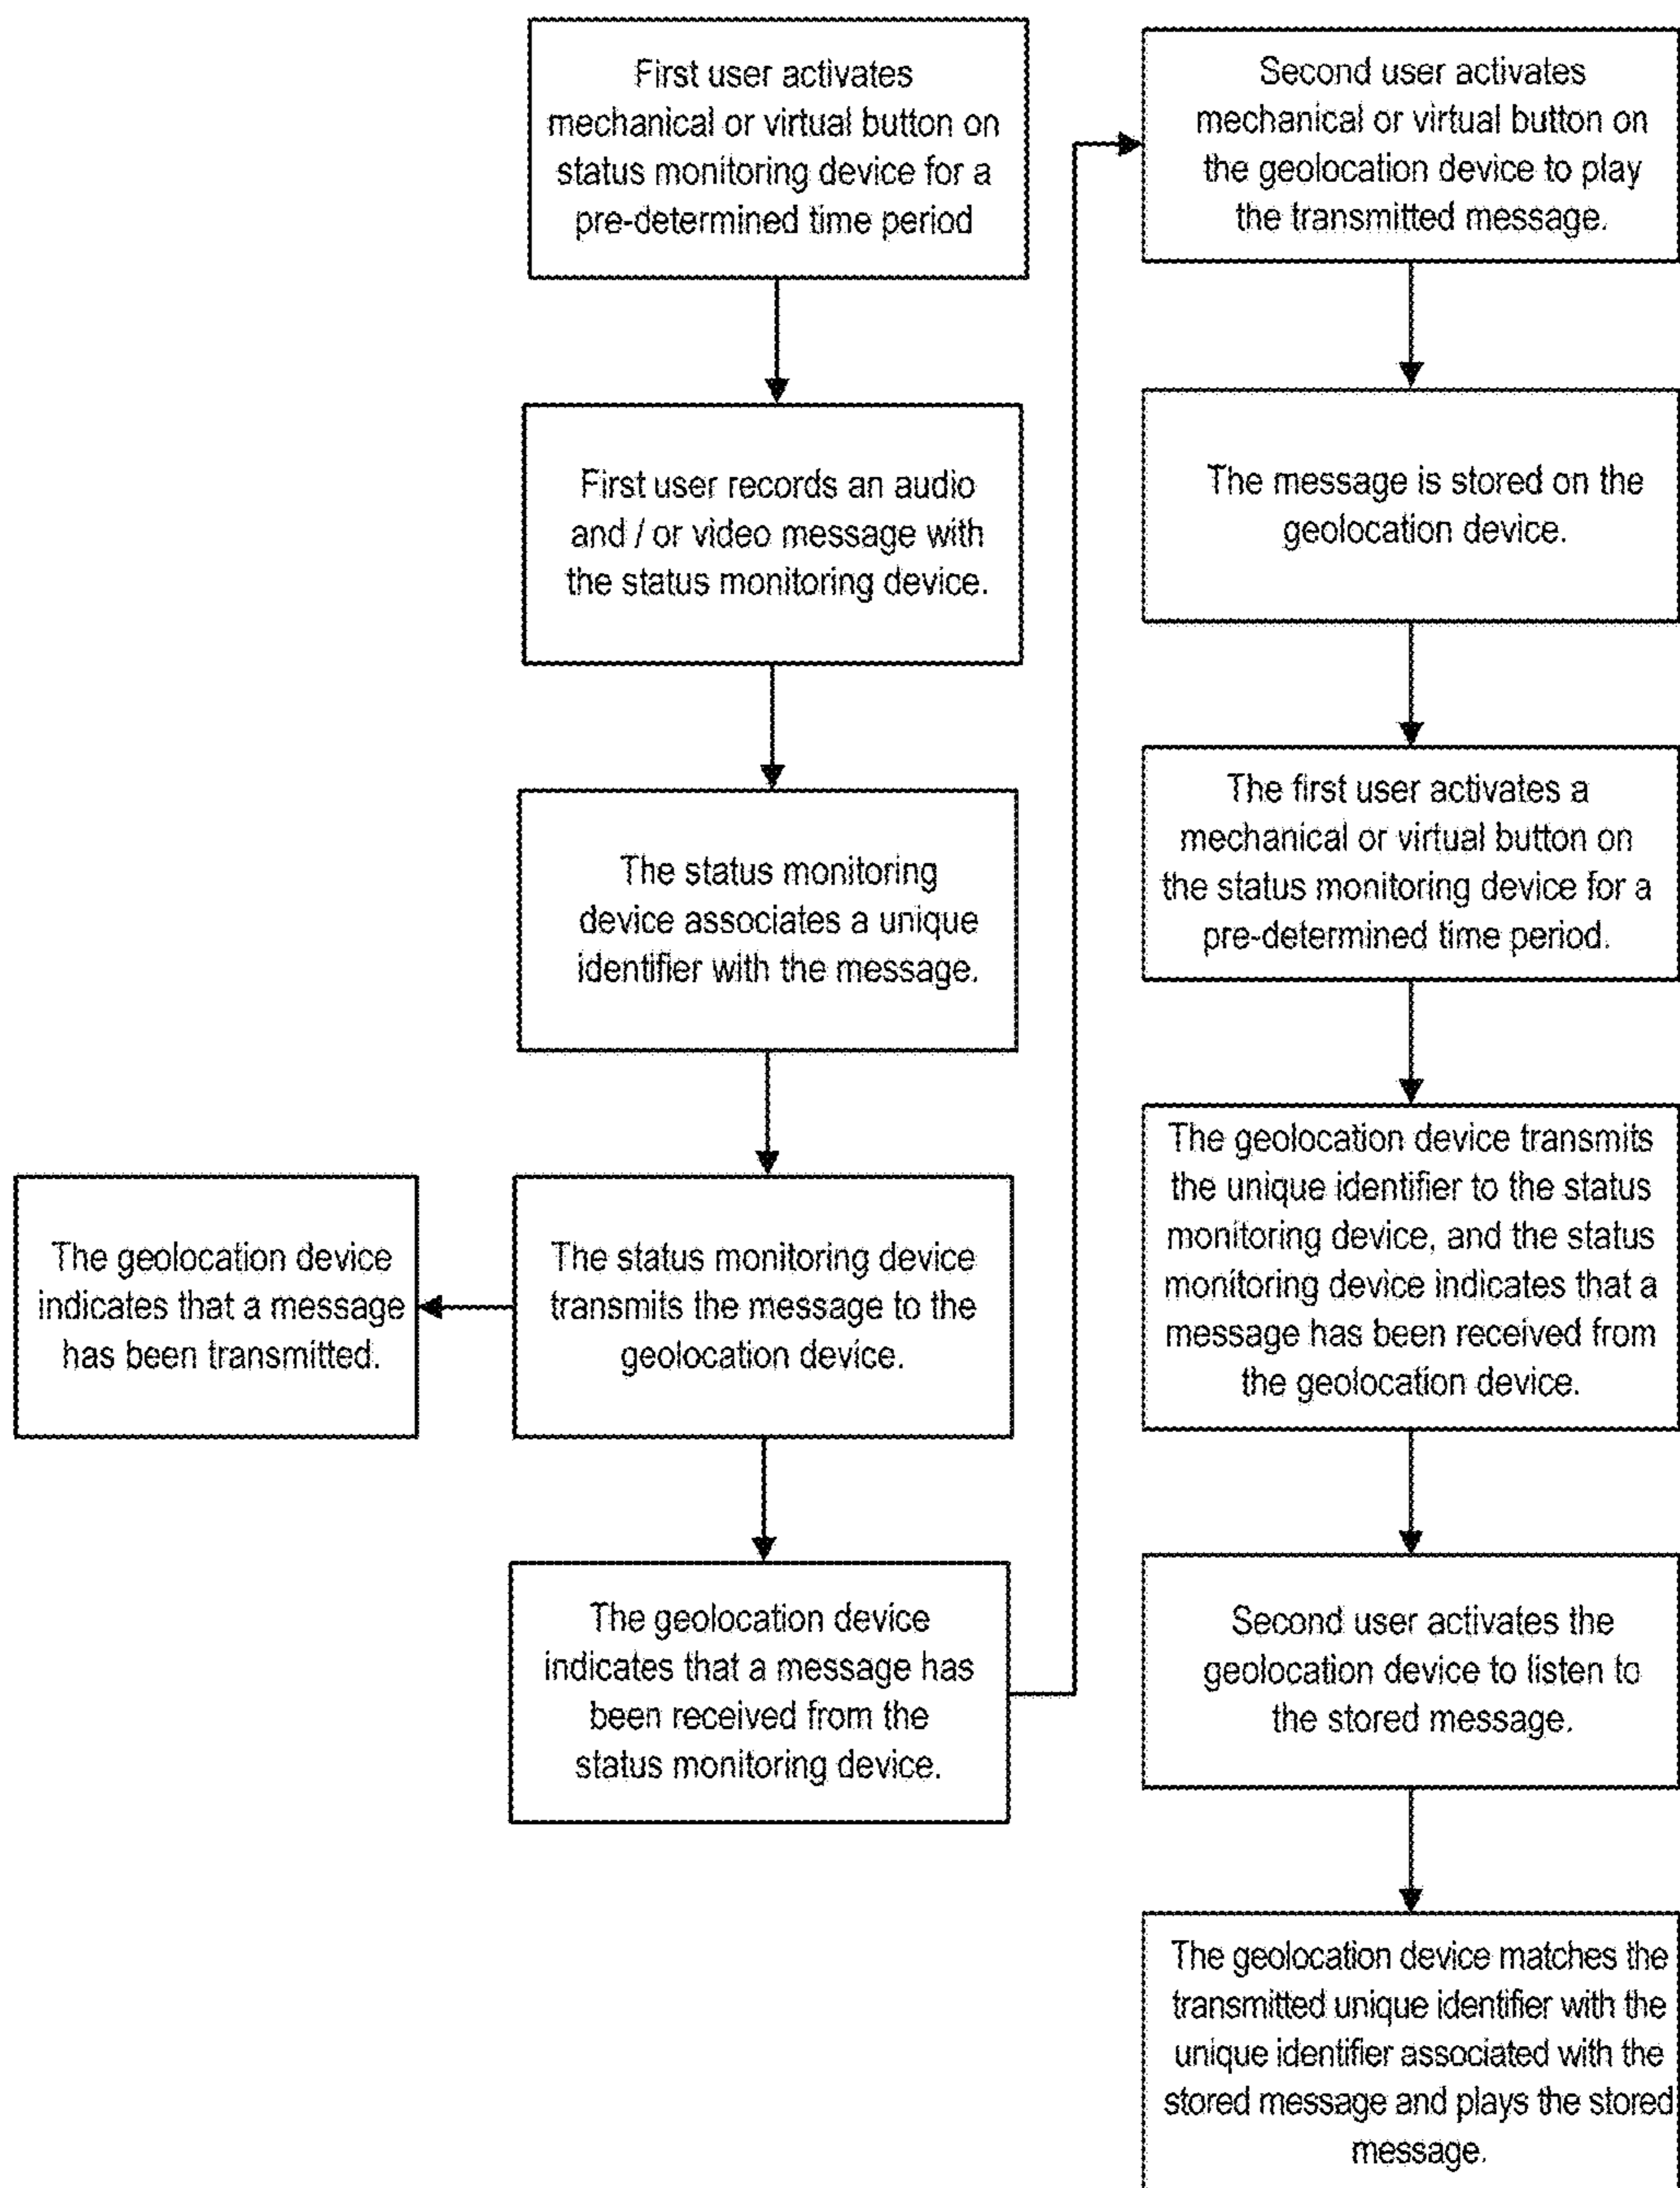 First user activates
mechanical or virtual button on
status monitoring device for a
pre-determined time period
First user records an audio
and / or video message with
the status monitoring device.
The status monitoring
device associates a unique
identifier with the message.
The status monitoring device
transmits the message to the
geolocation device.
The geolocation device
indicates that a message
has been transmitted.
The geolocation device
indicates that a message has
been received from the
status monitoring device.
Second user activates
mechanical or virtual button on
the geolocation device to play
the transmitted message.
The message is stored on the
geolocation device.
The first user activates a
mechanical or virtual button on
the status monitoring device for a
pre-determined time period.
The geolocation device transmits
the unique identifier to the status
monitoring device, and the status
monitoring device indicates that a
message has been received from
the geolocation device.
Second user activates the
geolocation device to listen to
the stored message.
The geolocation device matches the
transmitted unique identifier with the
unique identifier associated with the
stored message and plays the stored
message.